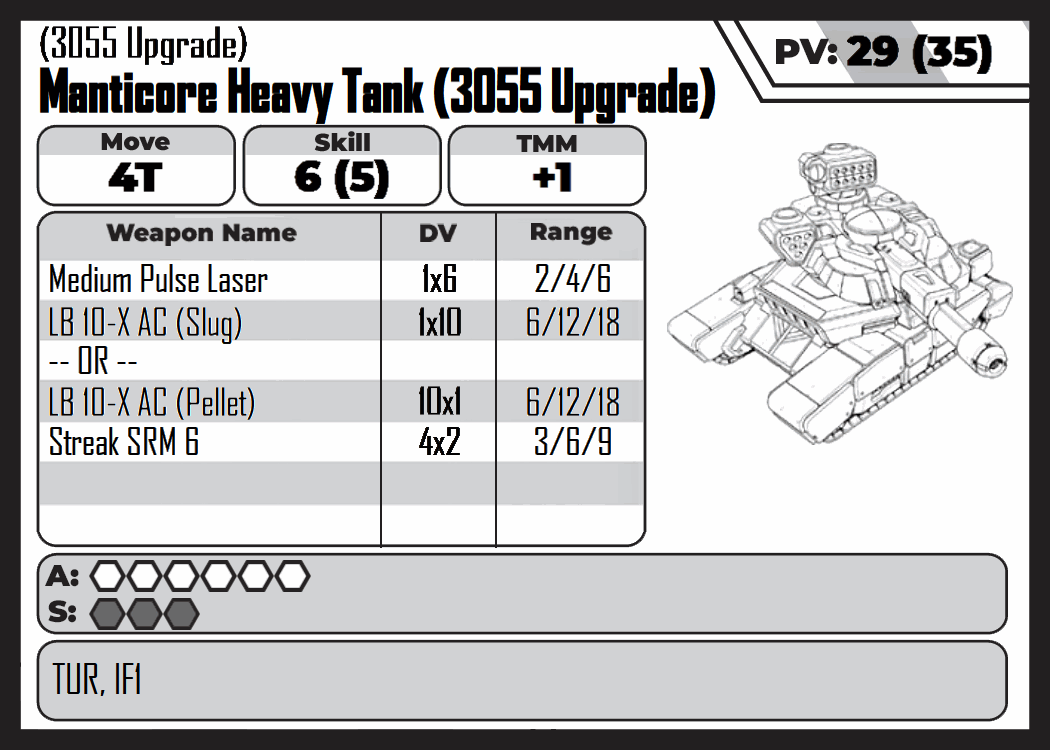 (3055 Upgrade)
PV: 29 (35)
Manticore Heavy Tank (3055 Upgrade)
Move Skill TMM
4T 6 (5) +1
Weapon Name DV Range
Medium Pulse Laser 1x6 2/4/6
LB 10-X AC (Slug) 1x10 6/12/18
-- OR --
LB 10-X AC (Pellet) 10x1 6/12/18
Streak SRM 6 4x2 3/6/9
A:
S:
TUR, IF1